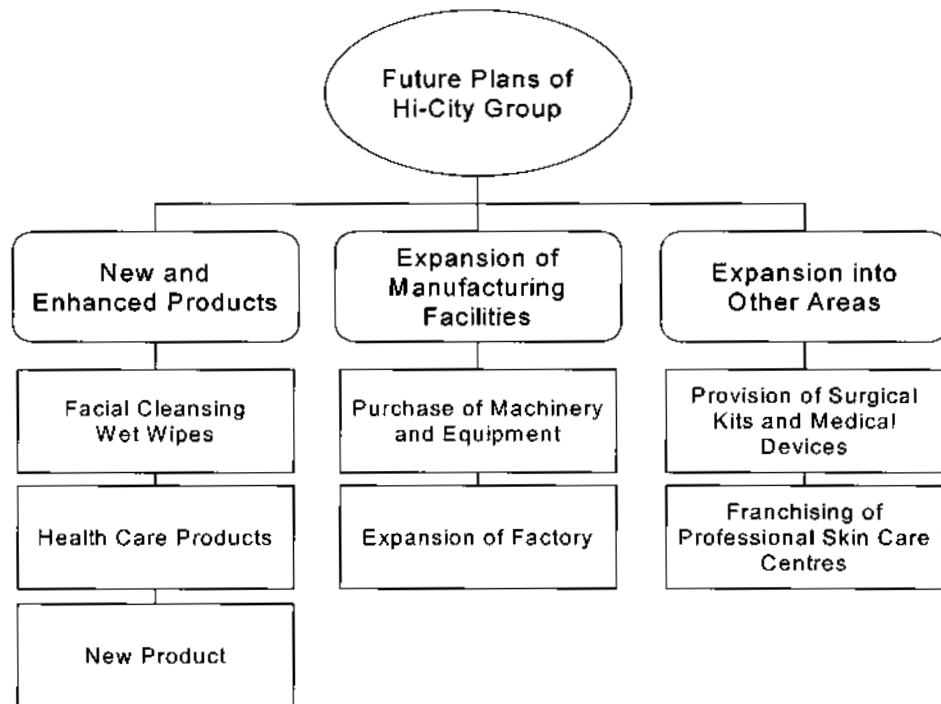 Future Plans of
Hi-City Group
New and
Enhanced Products
Facial Cleansing
Wet Wipes
Health Care Products
New Product
Expansion of
Manufacturing
Facilities
Purchase of Machinery
and Equipment
Expansion of Factory
Expansion into
Other Areas
Provision of Surgical
Kits and Medical
Devices
Franchising of
Professional Skin Care
Centres